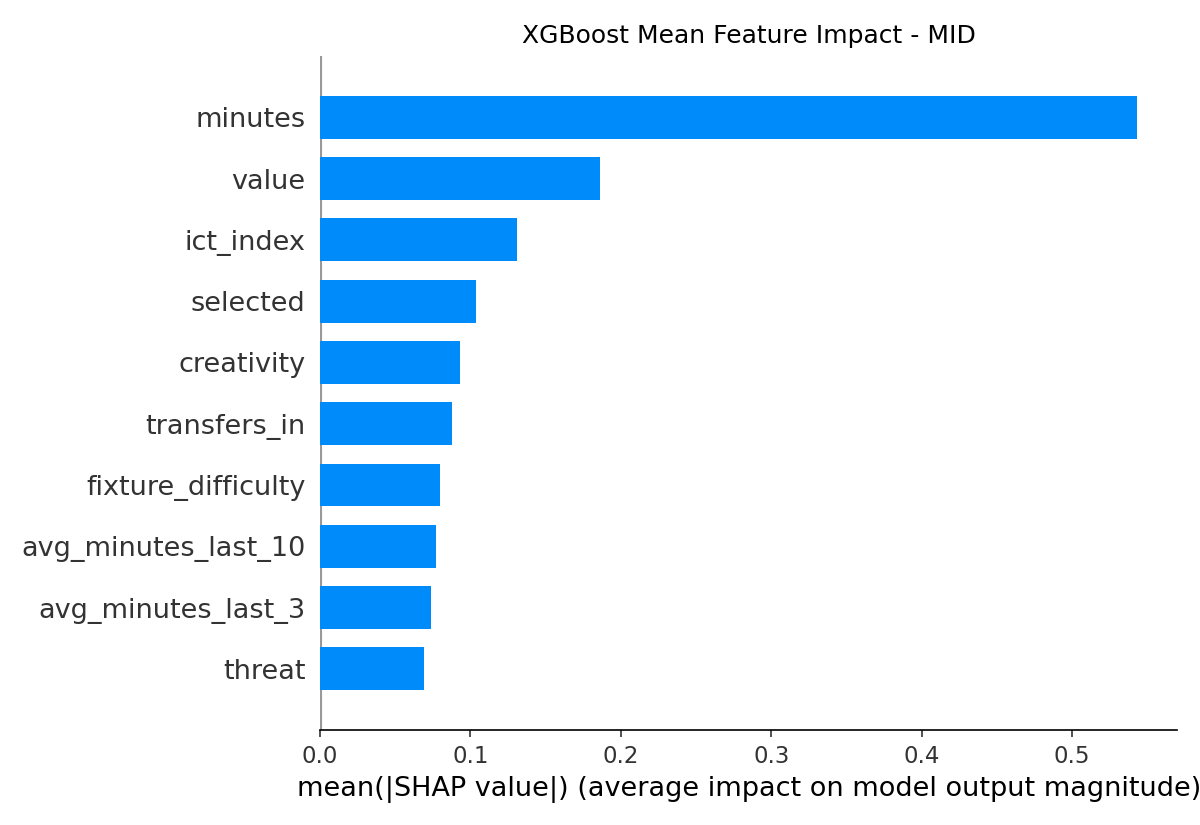 XGBoost Mean Feature Impact - MID
minutes
value
ict_index
selected
creativity
transfers_in
fixture_difficulty
avg_minutes_last_10
avg_minutes_last_3
threat
0.0 0.1 0.2 0.3 0.4 0.5
mean(|SHAP value|) (average impact on model output magnitude)